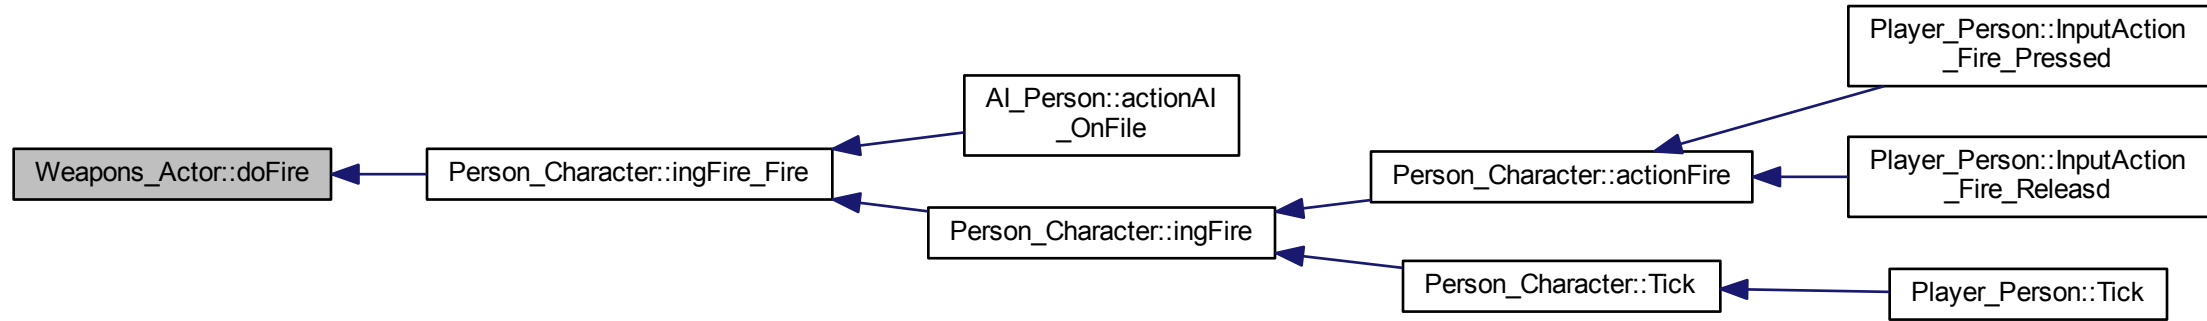 Weapons_Actor::doFire
Person_Character::ingFire_Fire
AI_Person::actionAI
_OnFile
Person_Character::ingFire
Person_Character::actionFire
Person_Character::Tick
Player_Person::InputAction
_Fire_Pressed
Player_Person::InputAction
_Fire_Releasd
Player_Person::Tick